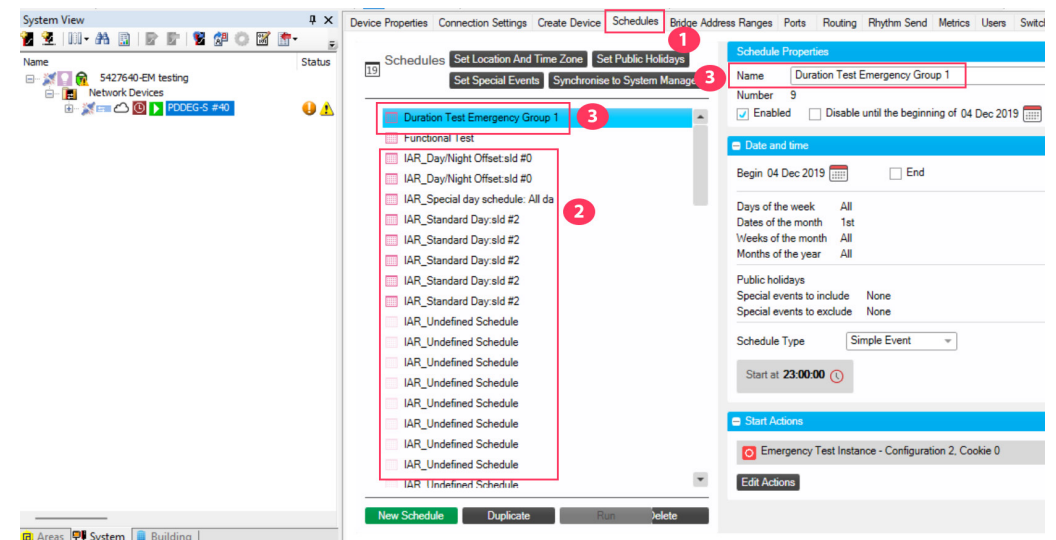 System View
Name
Status
5427640-EM testing
Network Devices
PDDEG-S #40
Areas System Building
Device Properties Connection Settings Create Device Schedules Bridge Address Ranges Ports Routing Rhythm Send Metrics Users Switch
1
19 Schedules Set Location And Time Zone Set Public Holidays
Set Special Events Synchronise to System Manage
Duration Test Emergency Group 1
3
Functional Test
IAR_Day/Night Offset:sld #0
IAR_Day/Night Offset:sld #0
IAR_Special day schedule: All da
2
IAR_Standard Day:sld #2
IAR_Standard Day:sld #2
IAR_Standard Day:sld #2
IAR_Standard Day:sld #2
IAR_Standard Day:sld #2
IAR_Undefined Schedule
IAR_Undefined Schedule
IAR_Undefined Schedule
IAR_Undefined Schedule
IAR_Undefined Schedule
IAR_Undefined Schedule
IAR_Undefined Schedule
IAR_Undefined Schedule
IAR_Undefined Schedule
New Schedule Duplicate Run Delete
Schedule Properties
3 Name Duration Test Emergency Group 1
Number 9
Enabled Disable until the beginning of 04 Dec 2019
Date and time
Begin 04 Dec 2019 End
Days of the week All
Dates of the month 1st
Weeks of the month All
Months of the year All
Public holidays
Special events to include None
Special events to exclude None
Schedule Type Simple Event
Start at 23:00:00
Start Actions
Emergency Test Instance - Configuration 2, Cookie 0
Edit Actions